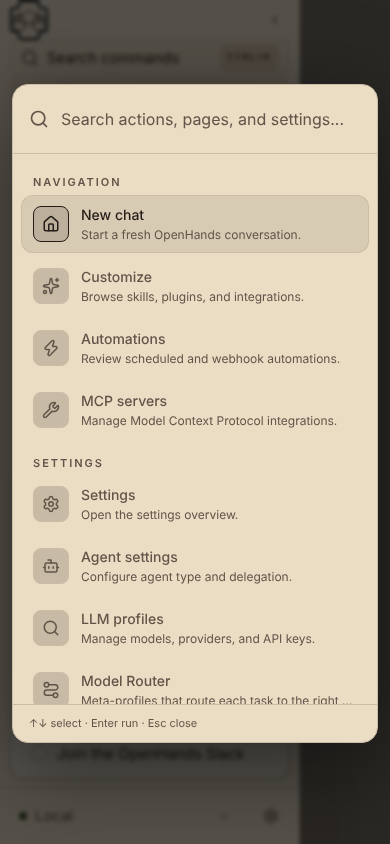 Search commands
CTRL+K
Search actions, pages, and settings...
NAVIGATION
New chat
Start a fresh OpenHands conversation.
Customize
Browse skills, plugins, and integrations.
Automations
Review scheduled and webhook automations.
MCP servers
Manage Model Context Protocol integrations.
SETTINGS
Settings
Open the settings overview.
Agent settings
Configure agent type and delegation.
LLM profiles
Manage models, providers, and API keys.
Model Router
Meta-profiles that route each task to the right ...
↑↓ select · Enter run · Esc close
Join the OpenHands Slack
Local